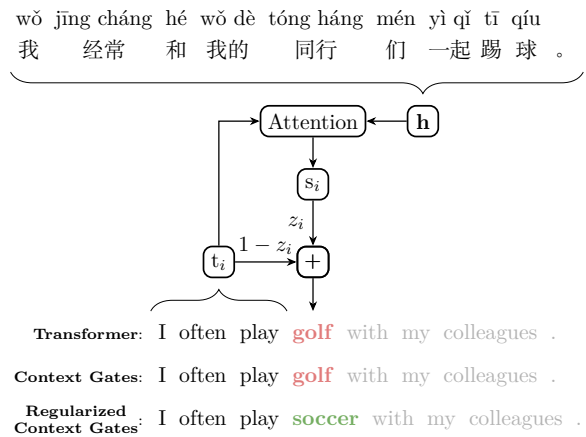 wǒ jīng cháng hé wǒ dè tóng háng mén yì qǐ tī qíu
我 经常 和 我的 同行 们 一起 踢 球 。
Attention
h
s_i
z_i
1 − z_i
t_i
+
Transformer: I often play golf with my colleagues .
Context Gates: I often play golf with my colleagues .
Regularized Context Gates: I often play soccer with my colleagues .